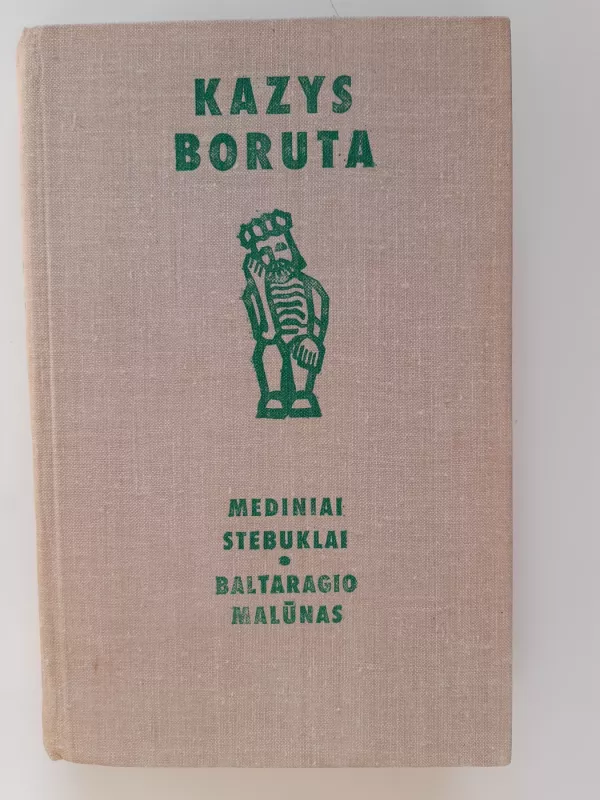 KAZYS
BORUTA
MEDINIAI
STEBUKLAI
•
BALTARAGIO
MALŪNAS